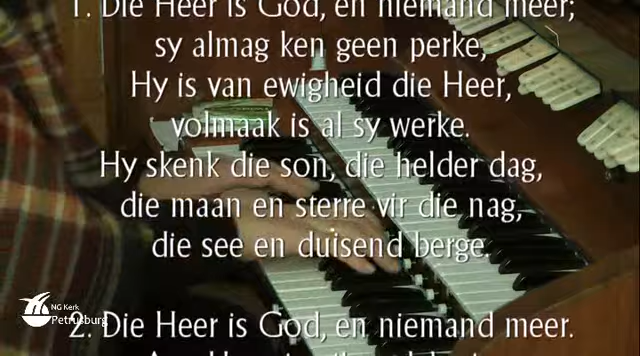 1. Die Heer is God, en niemand meer;
sy almag ken geen perke,
Hy is van ewigheid die Heer,
volmaak is al sy werke.
Hy skenk die son, die helder dag,
die maan en sterre vir die nag,
die see en duisend berge.
NG Kerk
Petrusburg
2. Die Heer is God, en niemand meer.